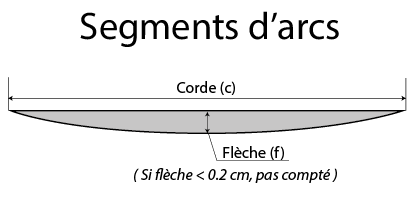 Segments d'arcs
Corde (c)
Flèche (f)
( Si flèche < 0.2 cm, pas compté )